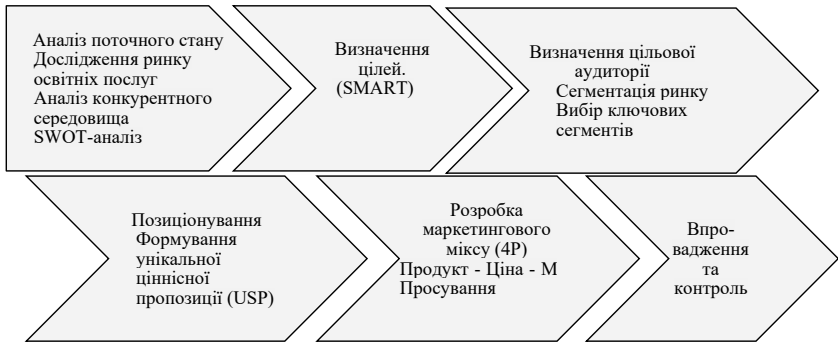 Аналіз поточного стану
Дослідження ринку
освітніх послуг
Аналіз конкурентного
середовища
SWOT-аналіз
Визначення
цілей.
(SMART)
Визначення цільової
аудиторії
Сегментація ринку
Вибір ключових
сегментів
Позиціонування
Формування
унікальної
ціннісної
пропозиції (USP)
Розробка
маркетингового
міксу (4P)
Продукт - Ціна - М
Просування
Впро-
вадження
та
контроль